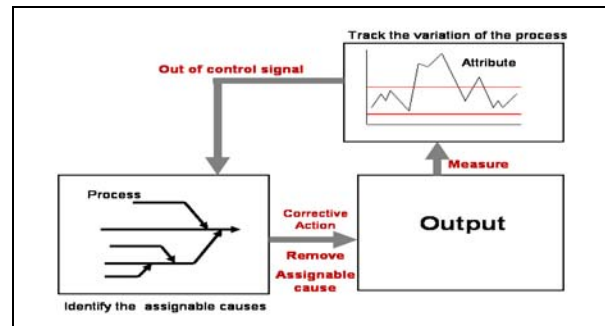 Track the variation of the process
Attribute
Out of control signal
Measure
Process
Corrective
Action
Remove
Assignable
cause
Output
Identify the assignable causes